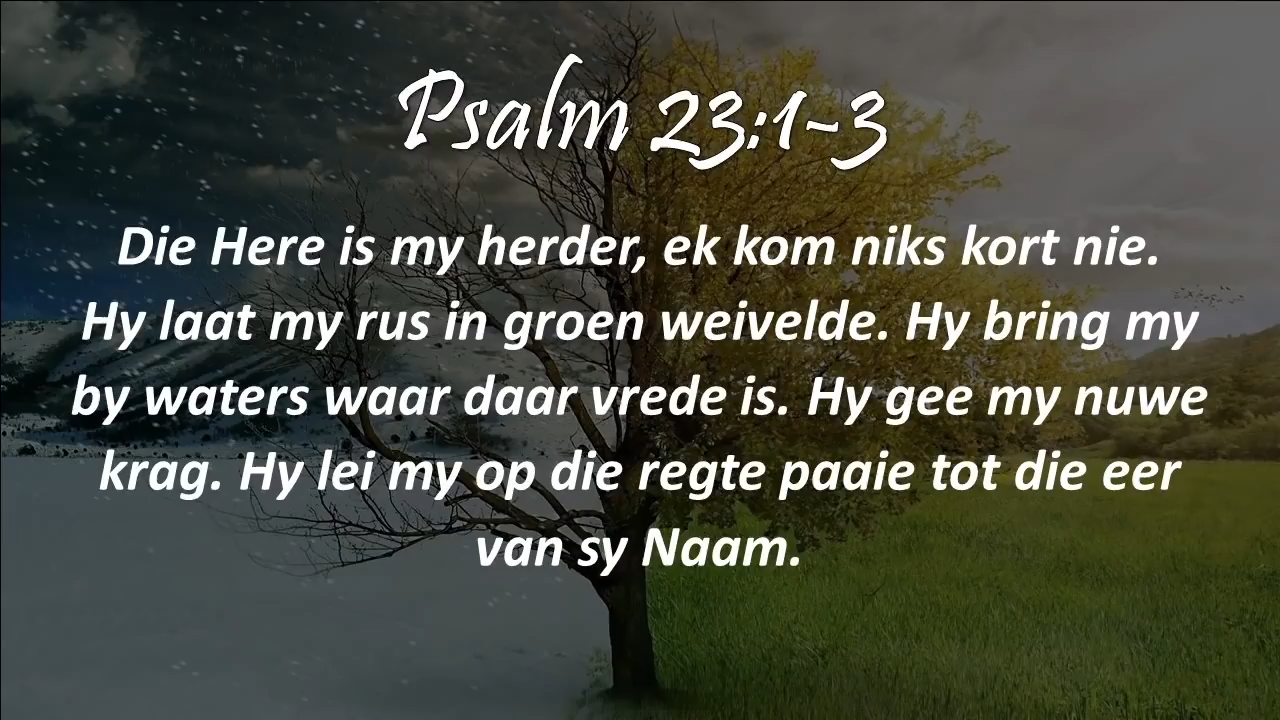 Psalm 23:1-3
Die Here is my herder, ek kom niks kort nie.
Hy laat my rus in groen weivelde. Hy bring my
by waters waar daar vrede is. Hy gee my nuwe
krag. Hy lei my op die regte paaie tot die eer
van sy Naam.